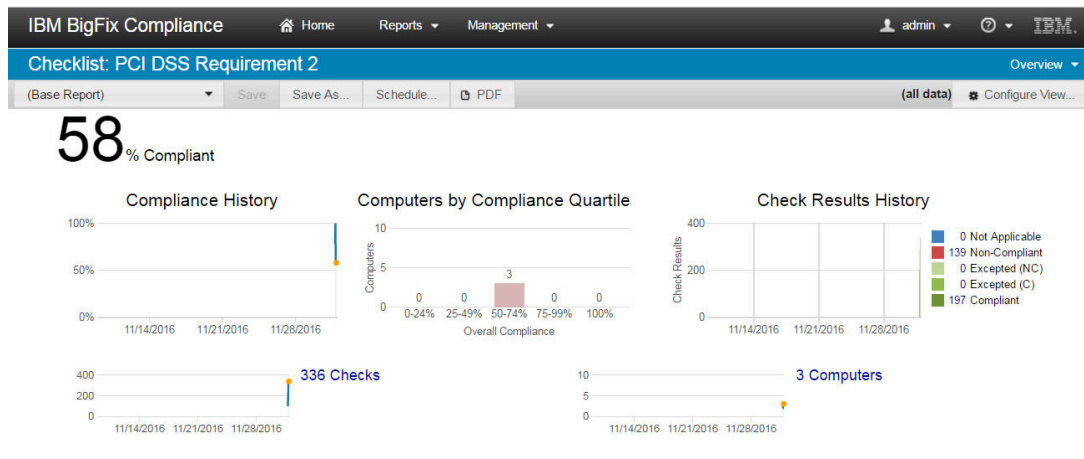 IBM BigFix Compliance Home Reports Management admin IBM.
Checklist: PCI DSS Requirement 2 Overview
(Base Report) Save Save As... Schedule... PDF (all data) Configure View...
58% Compliant
Compliance History
100%
50%
0%
11/14/2016 11/21/2016 11/28/2016
Computers by Compliance Quartile
10
5
0
Computers
0 0 3 0 0
0-24% 25-49% 50-74% 75-99% 100%
Overall Compliance
Check Results History
400
200
0
Check Results
11/14/2016 11/21/2016 11/28/2016
0 Not Applicable
139 Non-Compliant
0 Excepted (NC)
0 Excepted (C)
197 Compliant
400
200
0
11/14/2016 11/21/2016 11/28/2016
336 Checks
10
5
0
11/14/2016 11/21/2016 11/28/2016
3 Computers